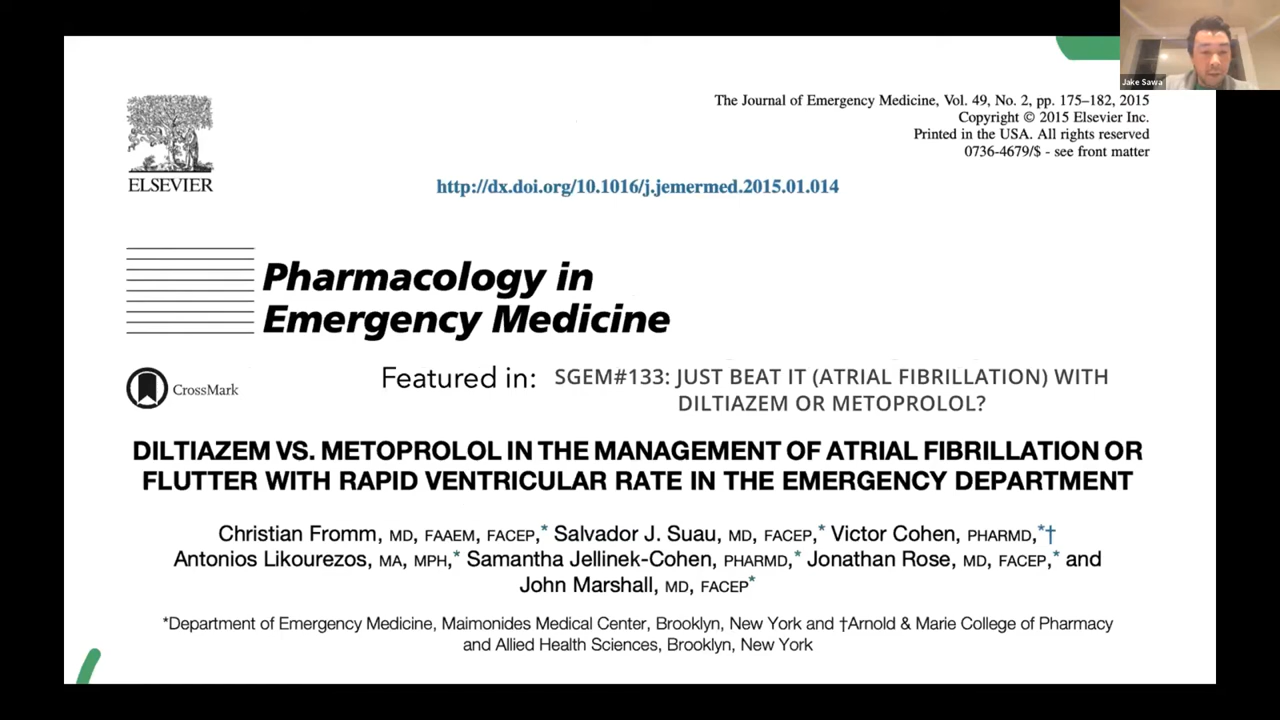 Jake Sawa
The Journal of Emergency Medicine, Vol. 49, No. 2, pp. 175–182, 2015
Copyright © 2015 Elsevier Inc.
Printed in the USA. All rights reserved
0736-4679/$ - see front matter
ELSEVIER
http://dx.doi.org/10.1016/j.jemermed.2015.01.014
Pharmacology in
Emergency Medicine
CrossMark
Featured in: SGEM#133: JUST BEAT IT (ATRIAL FIBRILLATION) WITH
DILTIAZEM OR METOPROLOL?
DILTIAZEM VS. METOPROLOL IN THE MANAGEMENT OF ATRIAL FIBRILLATION OR
FLUTTER WITH RAPID VENTRICULAR RATE IN THE EMERGENCY DEPARTMENT
Christian Fromm, MD, FAAEM, FACEP,* Salvador J. Suau, MD, FACEP,* Victor Cohen, PHARMD,*†
Antonios Likourezos, MA, MPH,* Samantha Jellinek-Cohen, PHARMD,* Jonathan Rose, MD, FACEP,* and
John Marshall, MD, FACEP*
*Department of Emergency Medicine, Maimonides Medical Center, Brooklyn, New York and †Arnold & Marie College of Pharmacy
and Allied Health Sciences, Brooklyn, New York